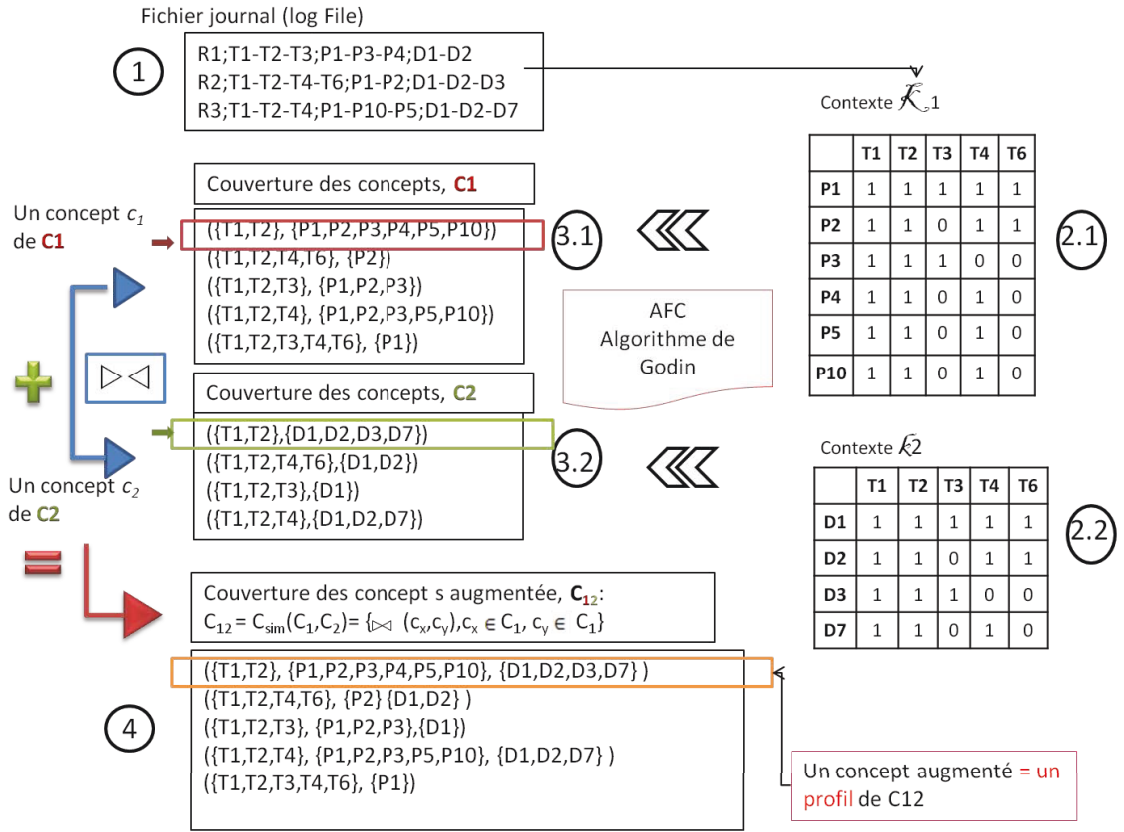 Fichier journal (log File)
1
R1;T1-T2-T3;P1-P3-P4;D1-D2
R2;T1-T2-T4-T6;P1-P2;D1-D2-D3
R3;T1-T2-T4;P1-P10-P5;D1-D2-D7
Contexte K_1
T1 T2 T3 T4 T6
P1 1 1 1 1 1
P2 1 1 0 1 1
P3 1 1 1 0 0
P4 1 1 0 1 0
P5 1 1 0 1 0
P10 1 1 0 1 0
2.1
Couverture des concepts, C1
Un concept c1
de C1
({T1,T2}, {P1,P2,P3,P4,P5,P10})
({T1,T2,T4,T6}, {P2})
({T1,T2,T3}, {P1,P2,P3})
({T1,T2,T4}, {P1,P2,P3,P5,P10})
({T1,T2,T3,T4,T6}, {P1})
3.1
AFC
Algorithme de
Godin
Couverture des concepts, C2
({T1,T2},{D1,D2,D3,D7})
({T1,T2,T4,T6},{D1,D2})
({T1,T2,T3},{D1})
({T1,T2,T4},{D1,D2,D7})
3.2
Un concept c2
de C2
Contexte k2
T1 T2 T3 T4 T6
D1 1 1 1 1 1
D2 1 1 0 1 1
D3 1 1 1 0 0
D7 1 1 0 1 0
2.2
Couverture des concept s augmentée, C12:
C12 = Csim(C1,C2)= {⋈ (cx,cy),cx ∈ C1, cy ∈ C1}
({T1,T2}, {P1,P2,P3,P4,P5,P10}, {D1,D2,D3,D7} )
({T1,T2,T4,T6}, {P2} {D1,D2} )
({T1,T2,T3}, {P1,P2,P3},{D1})
({T1,T2,T4}, {P1,P2,P3,P5,P10}, {D1,D2,D7} )
({T1,T2,T3,T4,T6}, {P1})
4
Un concept augmenté = un
profil de C12